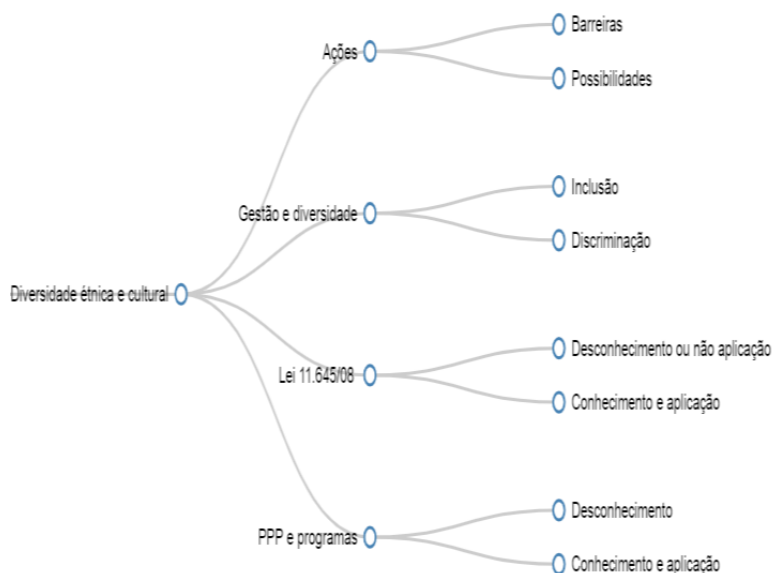 Barreiras
Ações
Possibilidades
Inclusão
Gestão e diversidade
Discriminação
Diversidade étnica e cultural
Desconhecimento ou não aplicação
Lei 11.645/08
Conhecimento e aplicação
Desconhecimento
PPP e programas
Conhecimento e aplicação